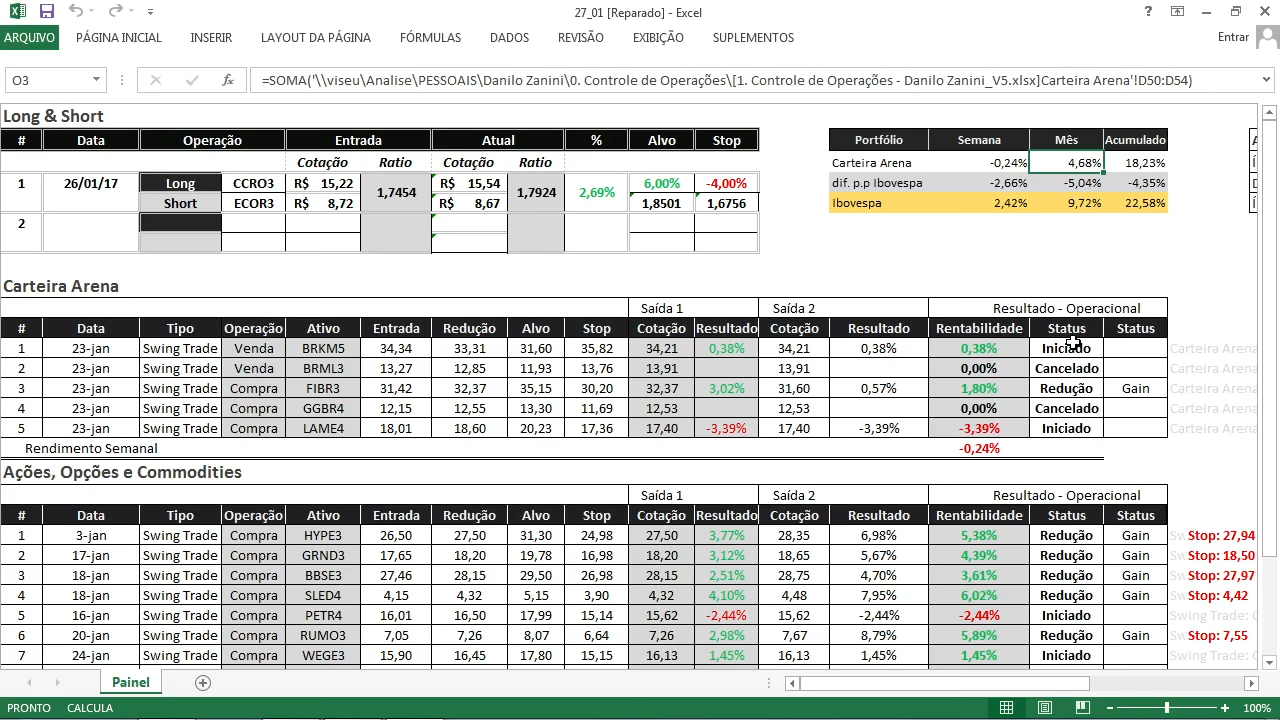 27_01 [Reparado] - Excel
ARQUIVO PÁGINA INICIAL INSERIR LAYOUT DA PÁGINA FÓRMULAS DADOS REVISÃO EXIBIÇÃO SUPLEMENTOS Entrar
O3 fx =SOMA('\\viseu\Analise\PESSOAIS\Danilo Zanini\0. Controle de Operações\[1. Controle de Operações - Danilo Zanini_V5.xlsx]Carteira Arena'!D50:D54)
Long & Short
# Data Operação Entrada Atual % Alvo Stop
Cotação Ratio Cotação Ratio
1 26/01/17 Long CCRO3 R$ 15,22 1,7454 R$ 15,54 1,7924 2,69% 6,00% -4,00%
Short ECOR3 R$ 8,72 R$ 8,67 1,8501 1,6756
2
Portfólio Semana Mês Acumulado
Carteira Arena -0,24% 4,68% 18,23%
dif. p.p Ibovespa -2,66% -5,04% -4,35%
Ibovespa 2,42% 9,72% 22,58%
Carteira Arena
Saída 1 Saída 2 Resultado - Operacional
# Data Tipo Operação Ativo Entrada Redução Alvo Stop Cotação Resultado Cotação Resultado Rentabilidade Status Status
1 23-jan Swing Trade Venda BRKM5 34,34 33,31 31,60 35,82 34,21 0,38% 34,21 0,38% 0,38% Iniciado Carteira Arena
2 23-jan Swing Trade Venda BRML3 13,27 12,85 11,93 13,76 13,91 13,91 0,00% Cancelado Carteira Arena
3 23-jan Swing Trade Compra FIBR3 31,42 32,37 35,15 30,20 32,37 3,02% 31,60 0,57% 1,80% Redução Gain Carteira Arena
4 23-jan Swing Trade Compra GGBR4 12,15 12,55 13,30 11,69 12,53 12,53 0,00% Cancelado Carteira Arena
5 23-jan Swing Trade Compra LAME4 18,01 18,60 20,23 17,36 17,40 -3,39% 17,40 -3,39% -3,39% Iniciado Carteira Arena
Rendimento Semanal -0,24%
Ações, Opções e Commodities
Saída 1 Saída 2 Resultado - Operacional
# Data Tipo Operação Ativo Entrada Redução Alvo Stop Cotação Resultado Cotação Resultado Rentabilidade Status Status
1 3-jan Swing Trade Compra HYPE3 26,50 27,50 31,30 24,98 27,50 3,77% 28,35 6,98% 5,38% Redução Gain Stop: 27,94
2 17-jan Swing Trade Compra GRND3 17,65 18,20 19,78 16,98 18,20 3,12% 18,65 5,67% 4,39% Redução Gain Stop: 18,50
3 18-jan Swing Trade Compra BBSE3 27,46 28,15 29,50 26,98 28,15 2,51% 28,75 4,70% 3,61% Redução Gain Stop: 27,97
4 18-jan Swing Trade Compra SLED4 4,15 4,32 5,15 3,90 4,32 4,10% 4,48 7,95% 6,02% Redução Gain Stop: 4,42
5 16-jan Swing Trade Compra PETR4 16,01 16,50 17,99 15,14 15,62 -2,44% 15,62 -2,44% -2,44% Iniciado Swing Trade:
6 20-jan Swing Trade Compra RUMO3 7,05 7,26 8,07 6,64 7,26 2,98% 7,67 8,79% 5,89% Redução Gain Stop: 7,55
7 24-jan Swing Trade Compra WEGE3 15,90 16,45 17,80 15,15 16,13 1,45% 16,13 1,45% 1,45% Iniciado Swing Trade:
Painel
PRONTO CALCULA 100%